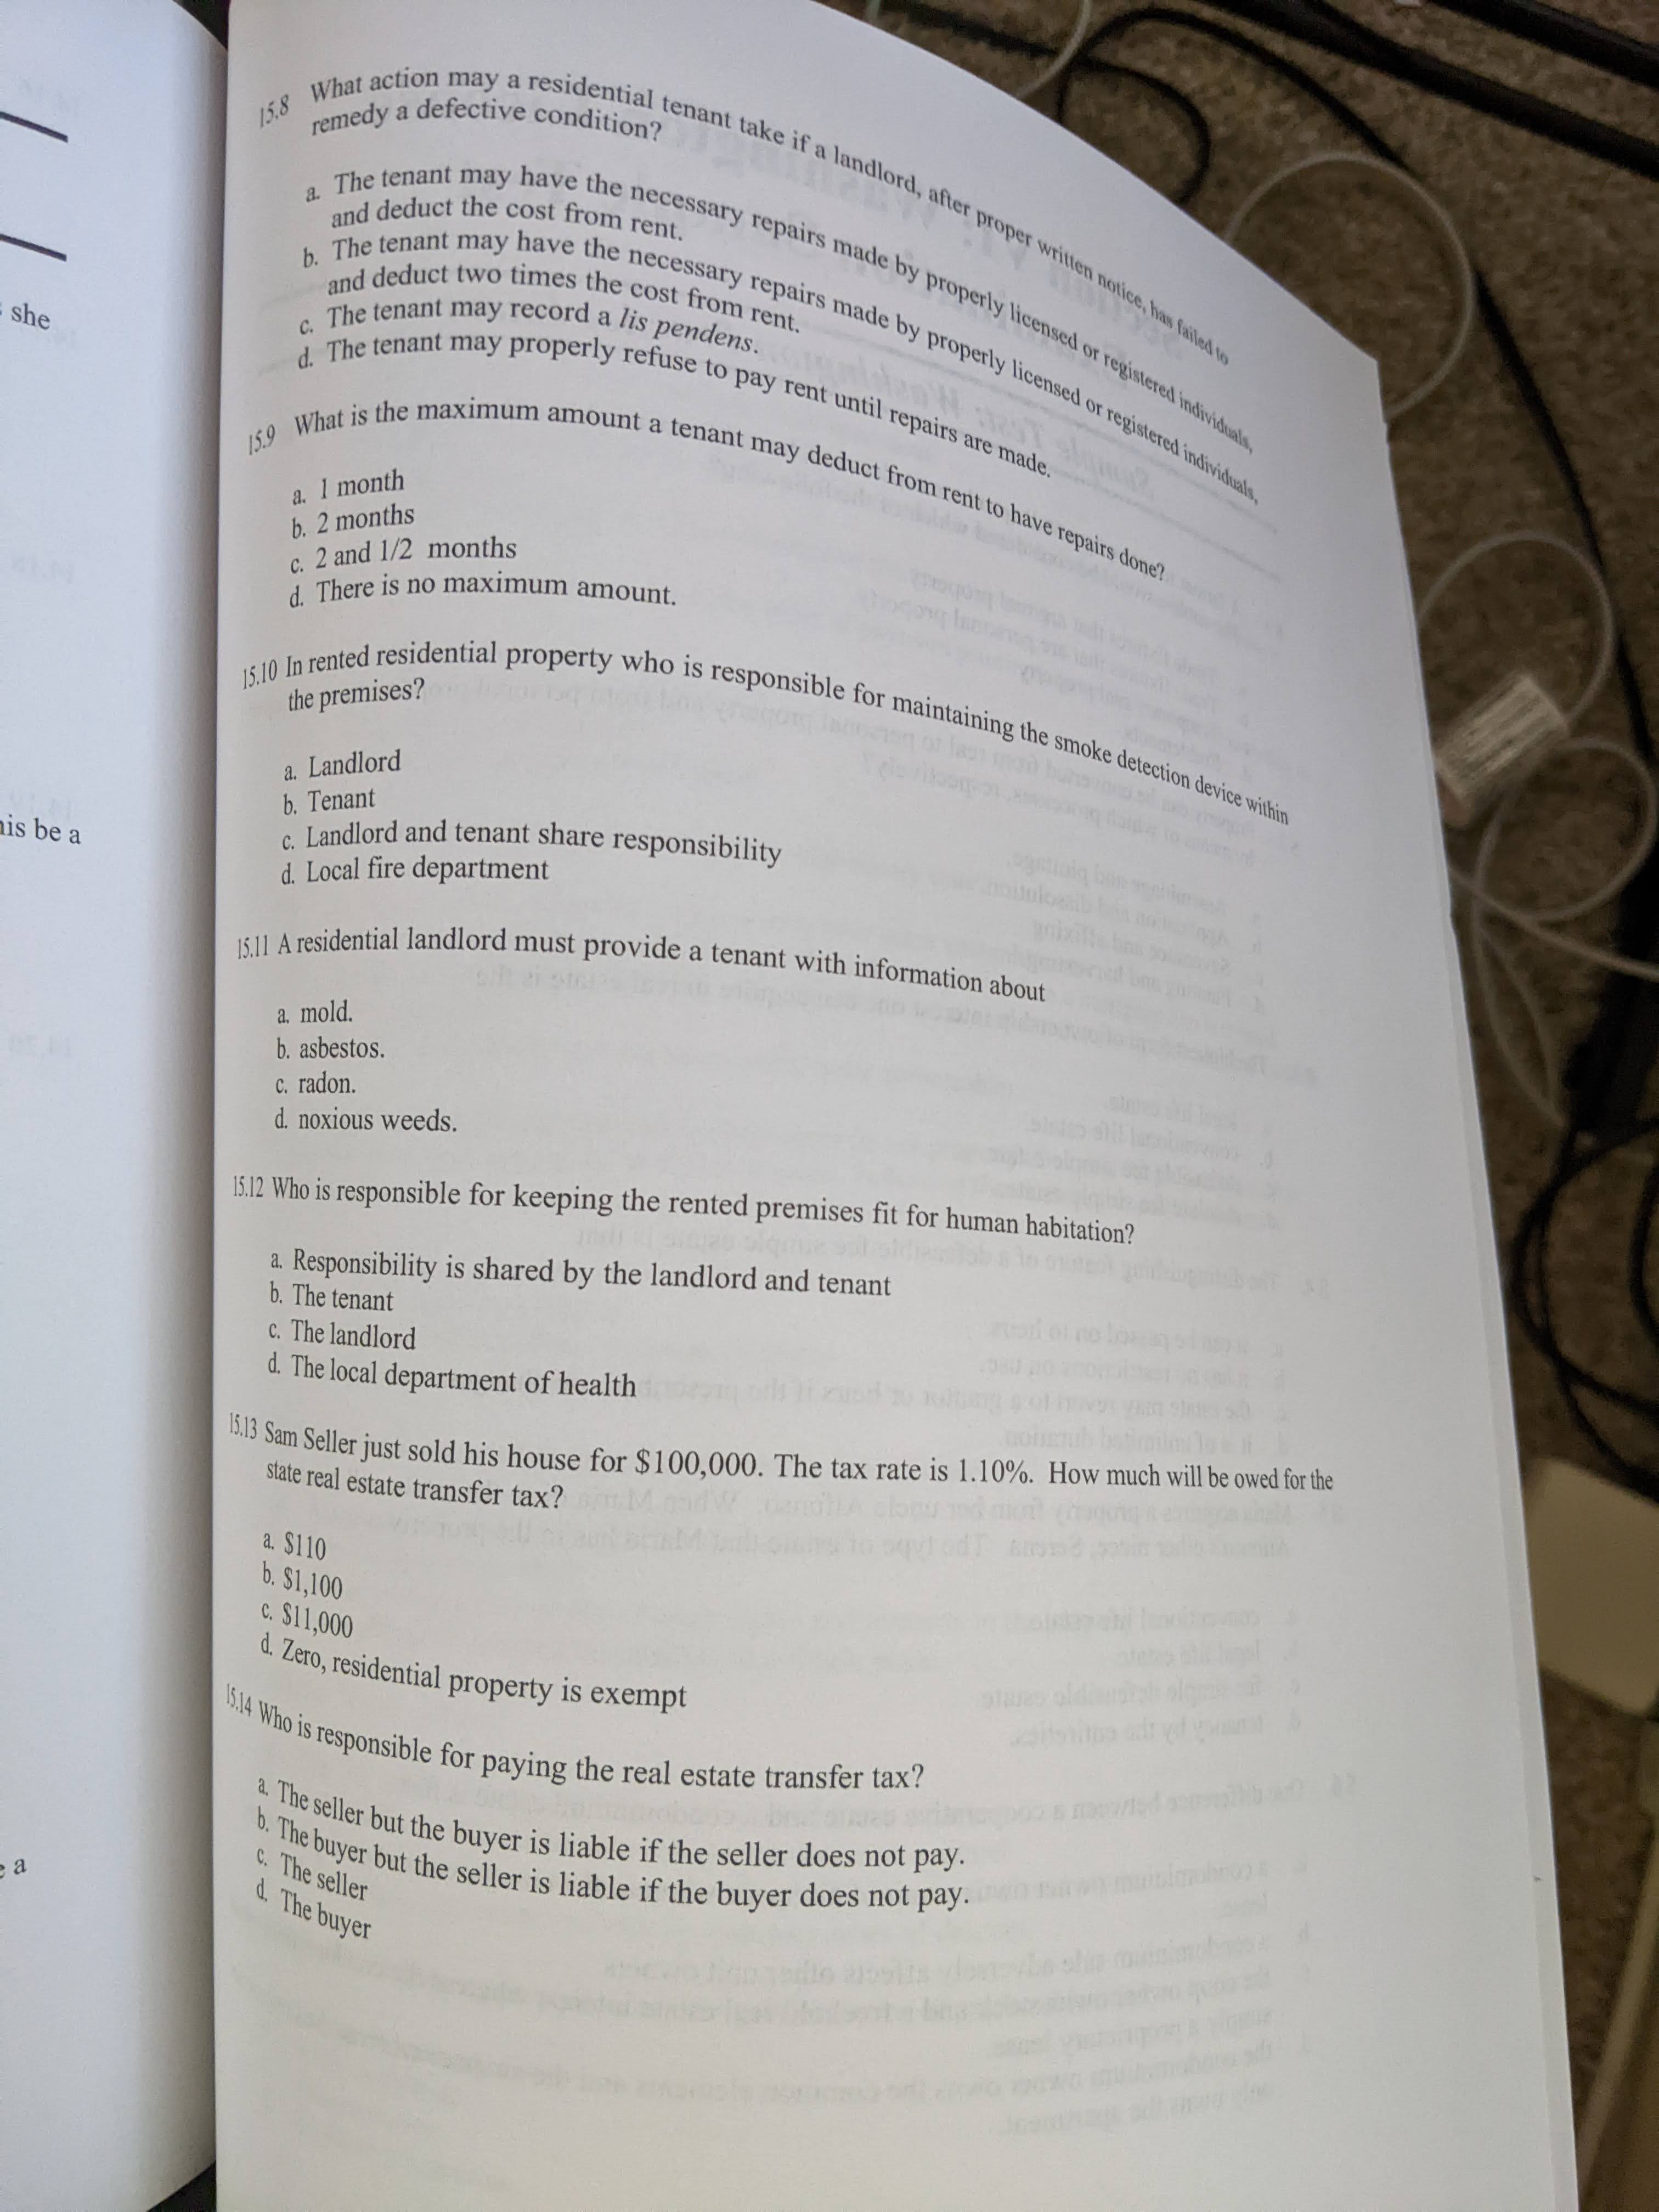 she
is be a
a
15.8 What action may a residential tenant take if a landlord, after proper written notice, has failed to
remedy a defective condition?
a. The tenant may have the necessary repairs made by properly licensed or registered individuals,
and deduct the cost from rent.
b. The tenant may have the necessary repairs made by properly licensed or registered individuals,
and deduct two times the cost from rent.
c. The tenant may record a lis pendens.
d. The tenant may properly refuse to pay rent until repairs are made.
15.9 What is the maximum amount a tenant may deduct from rent to have repairs done?
a. 1 month
b. 2 months
c. 2 and 1/2 months
d. There is no maximum amount.
15.10 In rented residential property who is responsible for maintaining the smoke detection device within
the premises?
a. Landlord
b. Tenant
c. Landlord and tenant share responsibility
d. Local fire department
15.11 A residential landlord must provide a tenant with information about
a. mold.
b. asbestos.
c. radon.
d. noxious weeds.
15.12 Who is responsible for keeping the rented premises fit for human habitation?
a. Responsibility is shared by the landlord and tenant
b. The tenant
c. The landlord
d. The local department of health
15.13 Sam Seller just sold his house for $100,000. The tax rate is 1.10%. How much will be owed for the
state real estate transfer tax?
a. $110
b. $1,100
c. $11,000
d. Zero, residential property is exempt
15.14 Who is responsible for paying the real estate transfer tax?
a. The seller but the buyer is liable if the seller does not pay.
b. The buyer but the seller is liable if the buyer does not pay.
c. The seller
d. The buyer